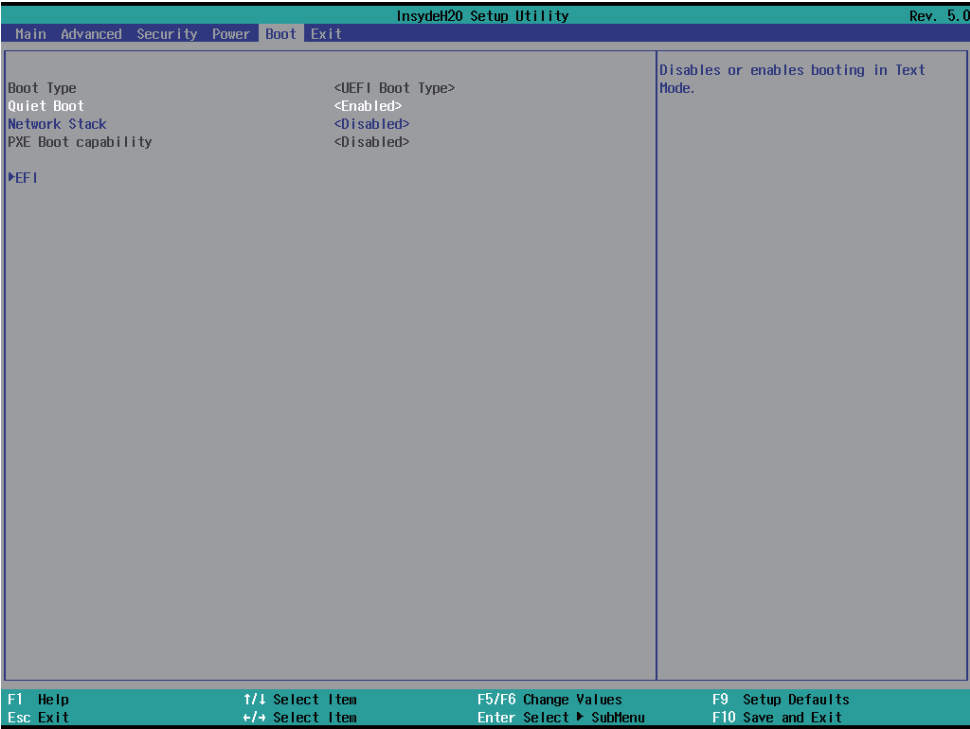 InsydeH20 Setup Utility Rev. 5.0
Main Advanced Security Power Boot Exit
Boot Type <UEFI Boot Type>
Quiet Boot <Enabled>
Network Stack <Disabled>
PXE Boot capability <Disabled>
▶EFI
Disables or enables booting in Text
Mode.
F1 Help ↑/↓ Select Item F5/F6 Change Values F9 Setup Defaults
Esc Exit ←/→ Select Item Enter Select ▶ SubMenu F10 Save and Exit